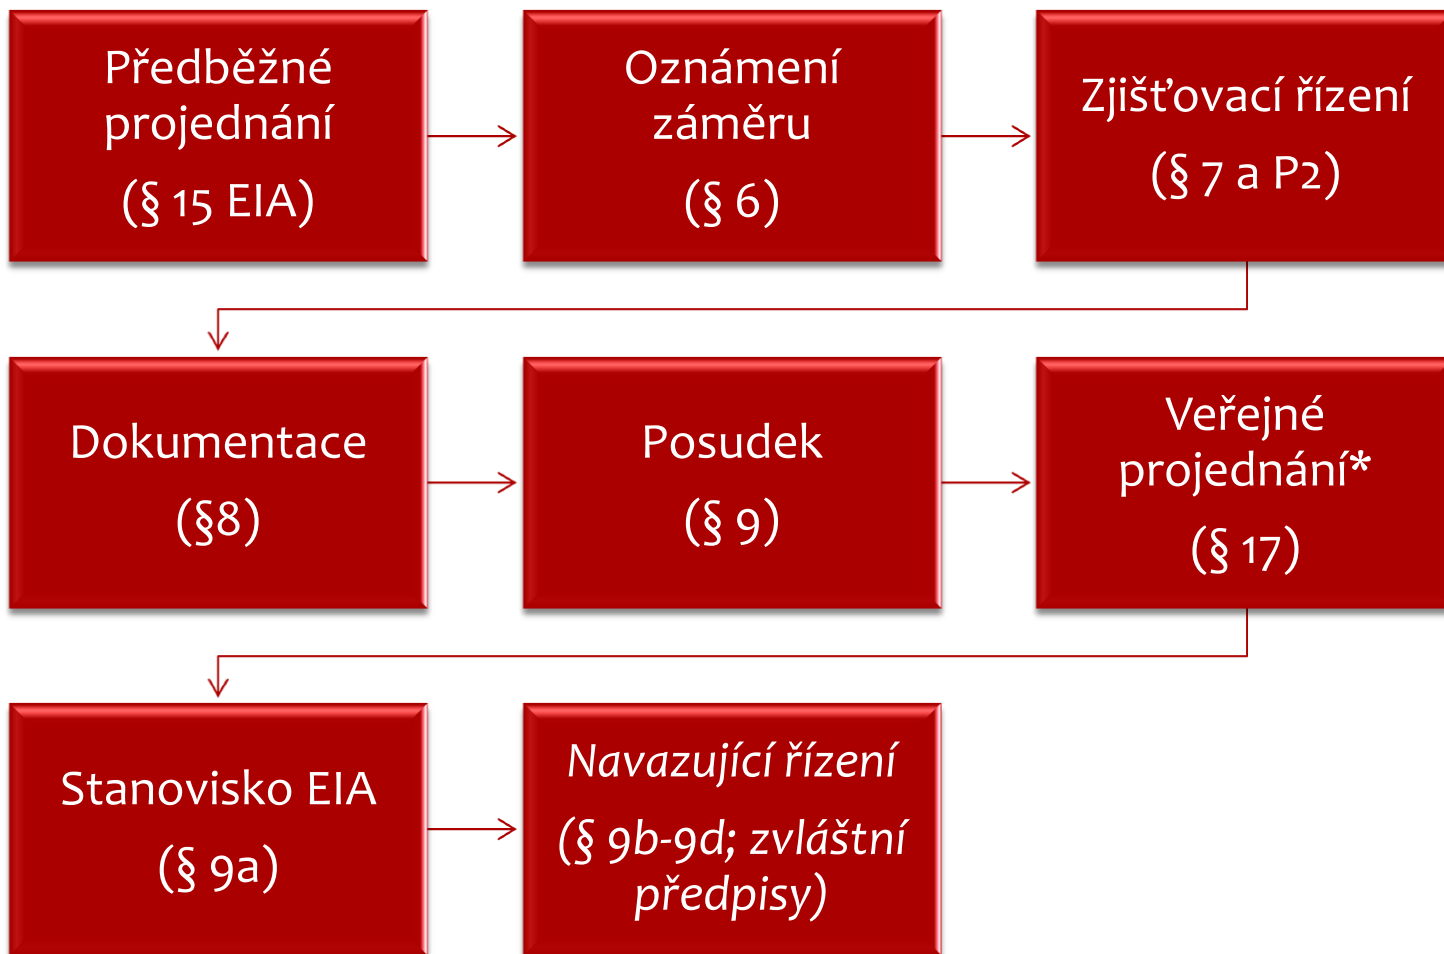 Předběžné
projednání
(§ 15 EIA)
Oznámení
záměru
(§ 6)
Zjišťovací řízení
(§ 7 a P2)
Dokumentace
(§8)
Posudek
(§ 9)
Veřejné
projednání*
(§ 17)
Stanovisko EIA
(§ 9a)
Navazující řízení
(§ 9b-9d; zvláštní
předpisy)